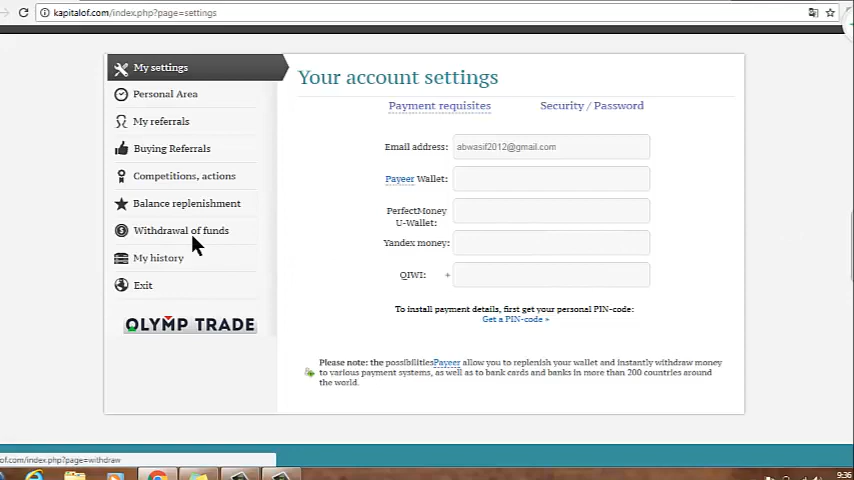 kapitalof.com/index.php?page=settings
My settings
Personal Area
My referrals
Buying Referrals
Competitions, actions
Balance replenishment
Withdrawal of funds
My history
Exit
OLYMP TRADE
Your account settings
Payment requisites Security / Password
Email address: abwasif2012@gmail.com
Payeer Wallet:
PerfectMoney
U-Wallet:
Yandex money:
QIWI: +
To install payment details, first get your personal PIN-code:
Get a PIN-code »
Please note: the possibilitiesPayeer allow you to replenish your wallet and instantly withdraw money
to various payment systems, as well as to bank cards and banks in more than 200 countries around
the world.
lof.com/index.php?page=withdraw
9:36